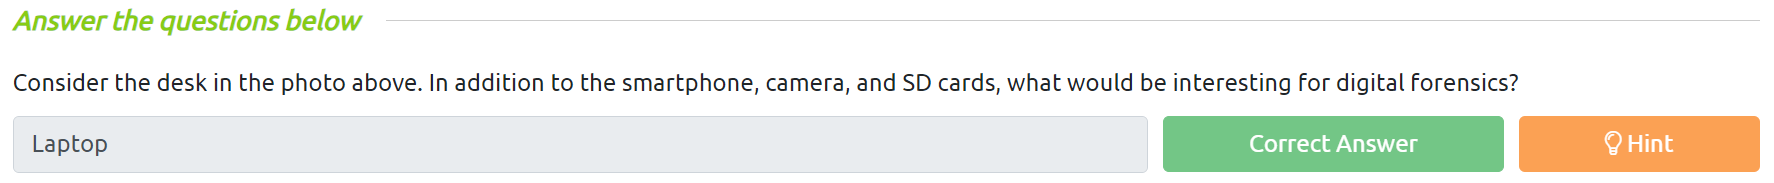 Answer the questions below
Consider the desk in the photo above. In addition to the smartphone, camera, and SD cards, what would be interesting for digital forensics?
Laptop
Correct Answer
Hint